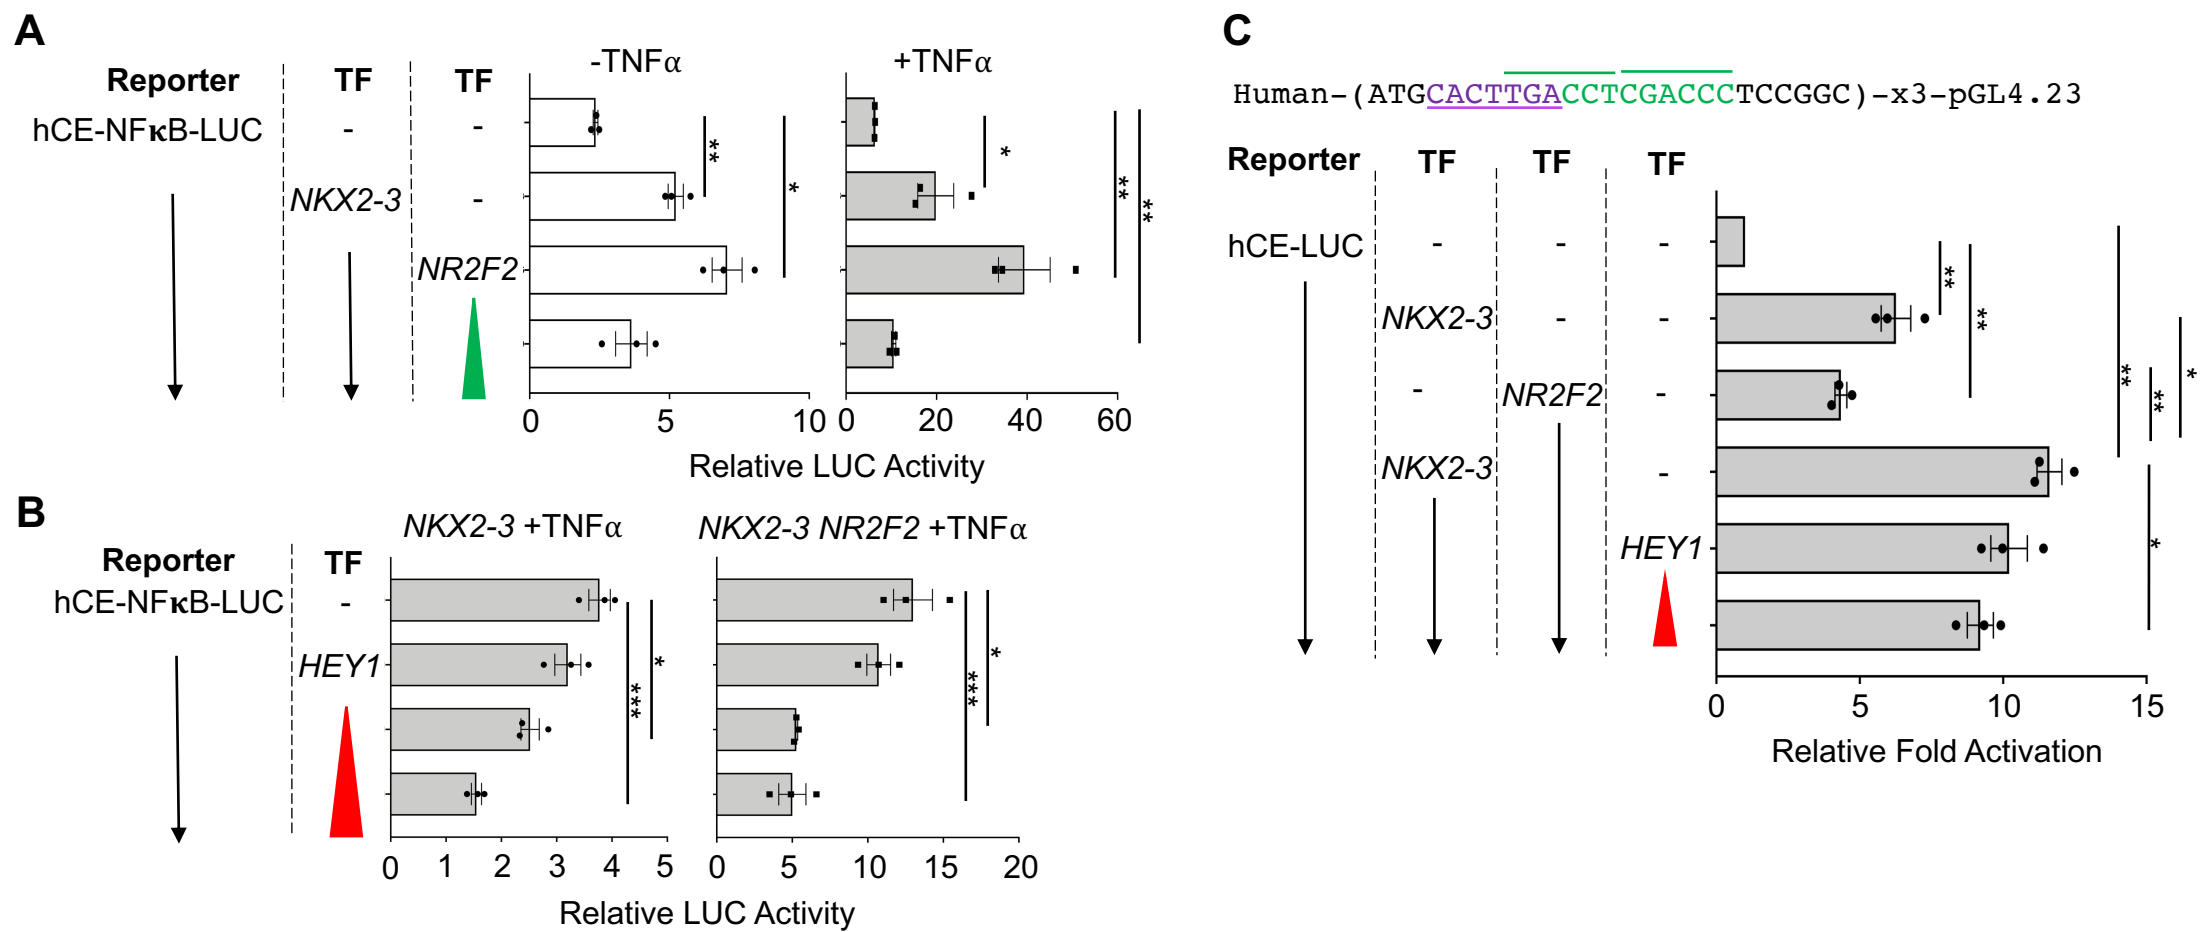 A
Reporter TF TF -TNFα +TNFα
hCE-NFκB-LUC - -
NKX2-3 -
NR2F2
** * * ** **
0 5 10 0 20 40 60
Relative LUC Activity
B
NKX2-3 +TNFα NKX2-3 NR2F2 +TNFα
Reporter TF
hCE-NFκB-LUC -
HEY1
*** * *** *
0 1 2 3 4 5 0 5 10 15 20
Relative LUC Activity
C
Human-(ATGCACTTGACCTCGACCCTCCGGC)-x3-pGL4.23
Reporter TF TF TF
hCE-LUC - - -
NKX2-3 - -
- NR2F2 -
NKX2-3 -
HEY1
** ** ** ** * *
0 5 10 15
Relative Fold Activation